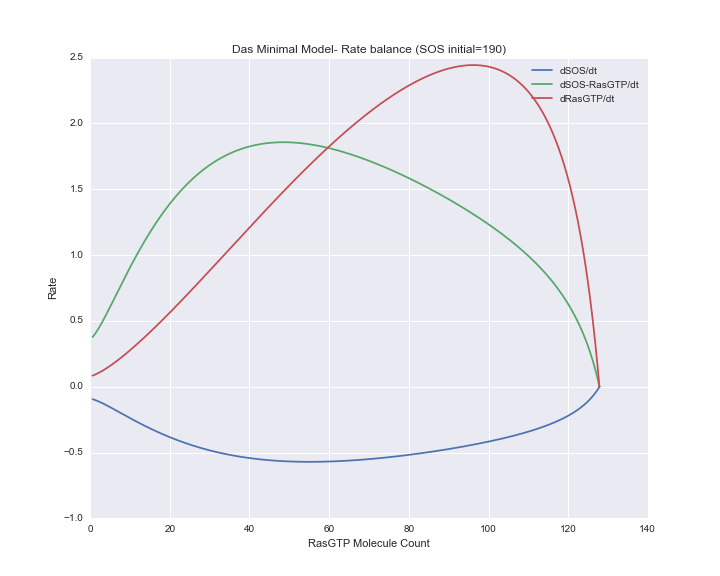 Das Minimal Model- Rate balance (SOS initial=190)
2.5
2.0
1.5
1.0
0.5
0.0
−0.5
−1.0
Rate
dSOS/dt
dSOS-RasGTP/dt
dRasGTP/dt
0 20 40 60 80 100 120 140
RasGTP Molecule Count